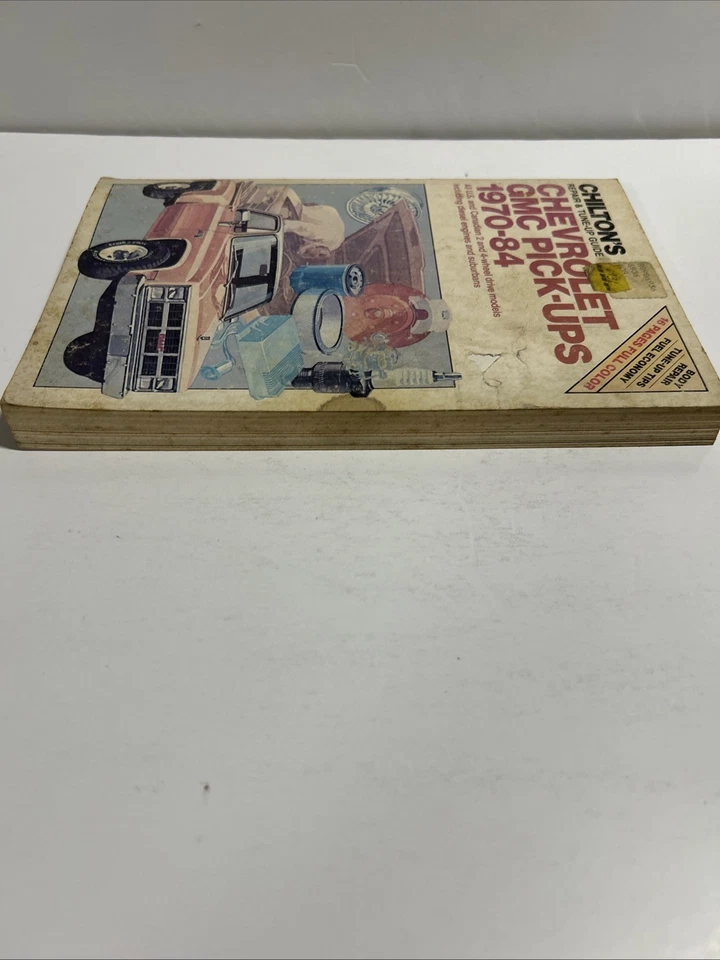 CHILTON'S
REPAIR & TUNE-UP GUIDE
CHEVROLET
GMC PICK-UPS
1970-84
All U.S. and Canadian 2 and 4-wheel drive models
including diesel engines and suburbans
BODY
REPAIR
TUNE-UP TIPS
FUEL ECONOMY
16 PAGES FULL COLOR